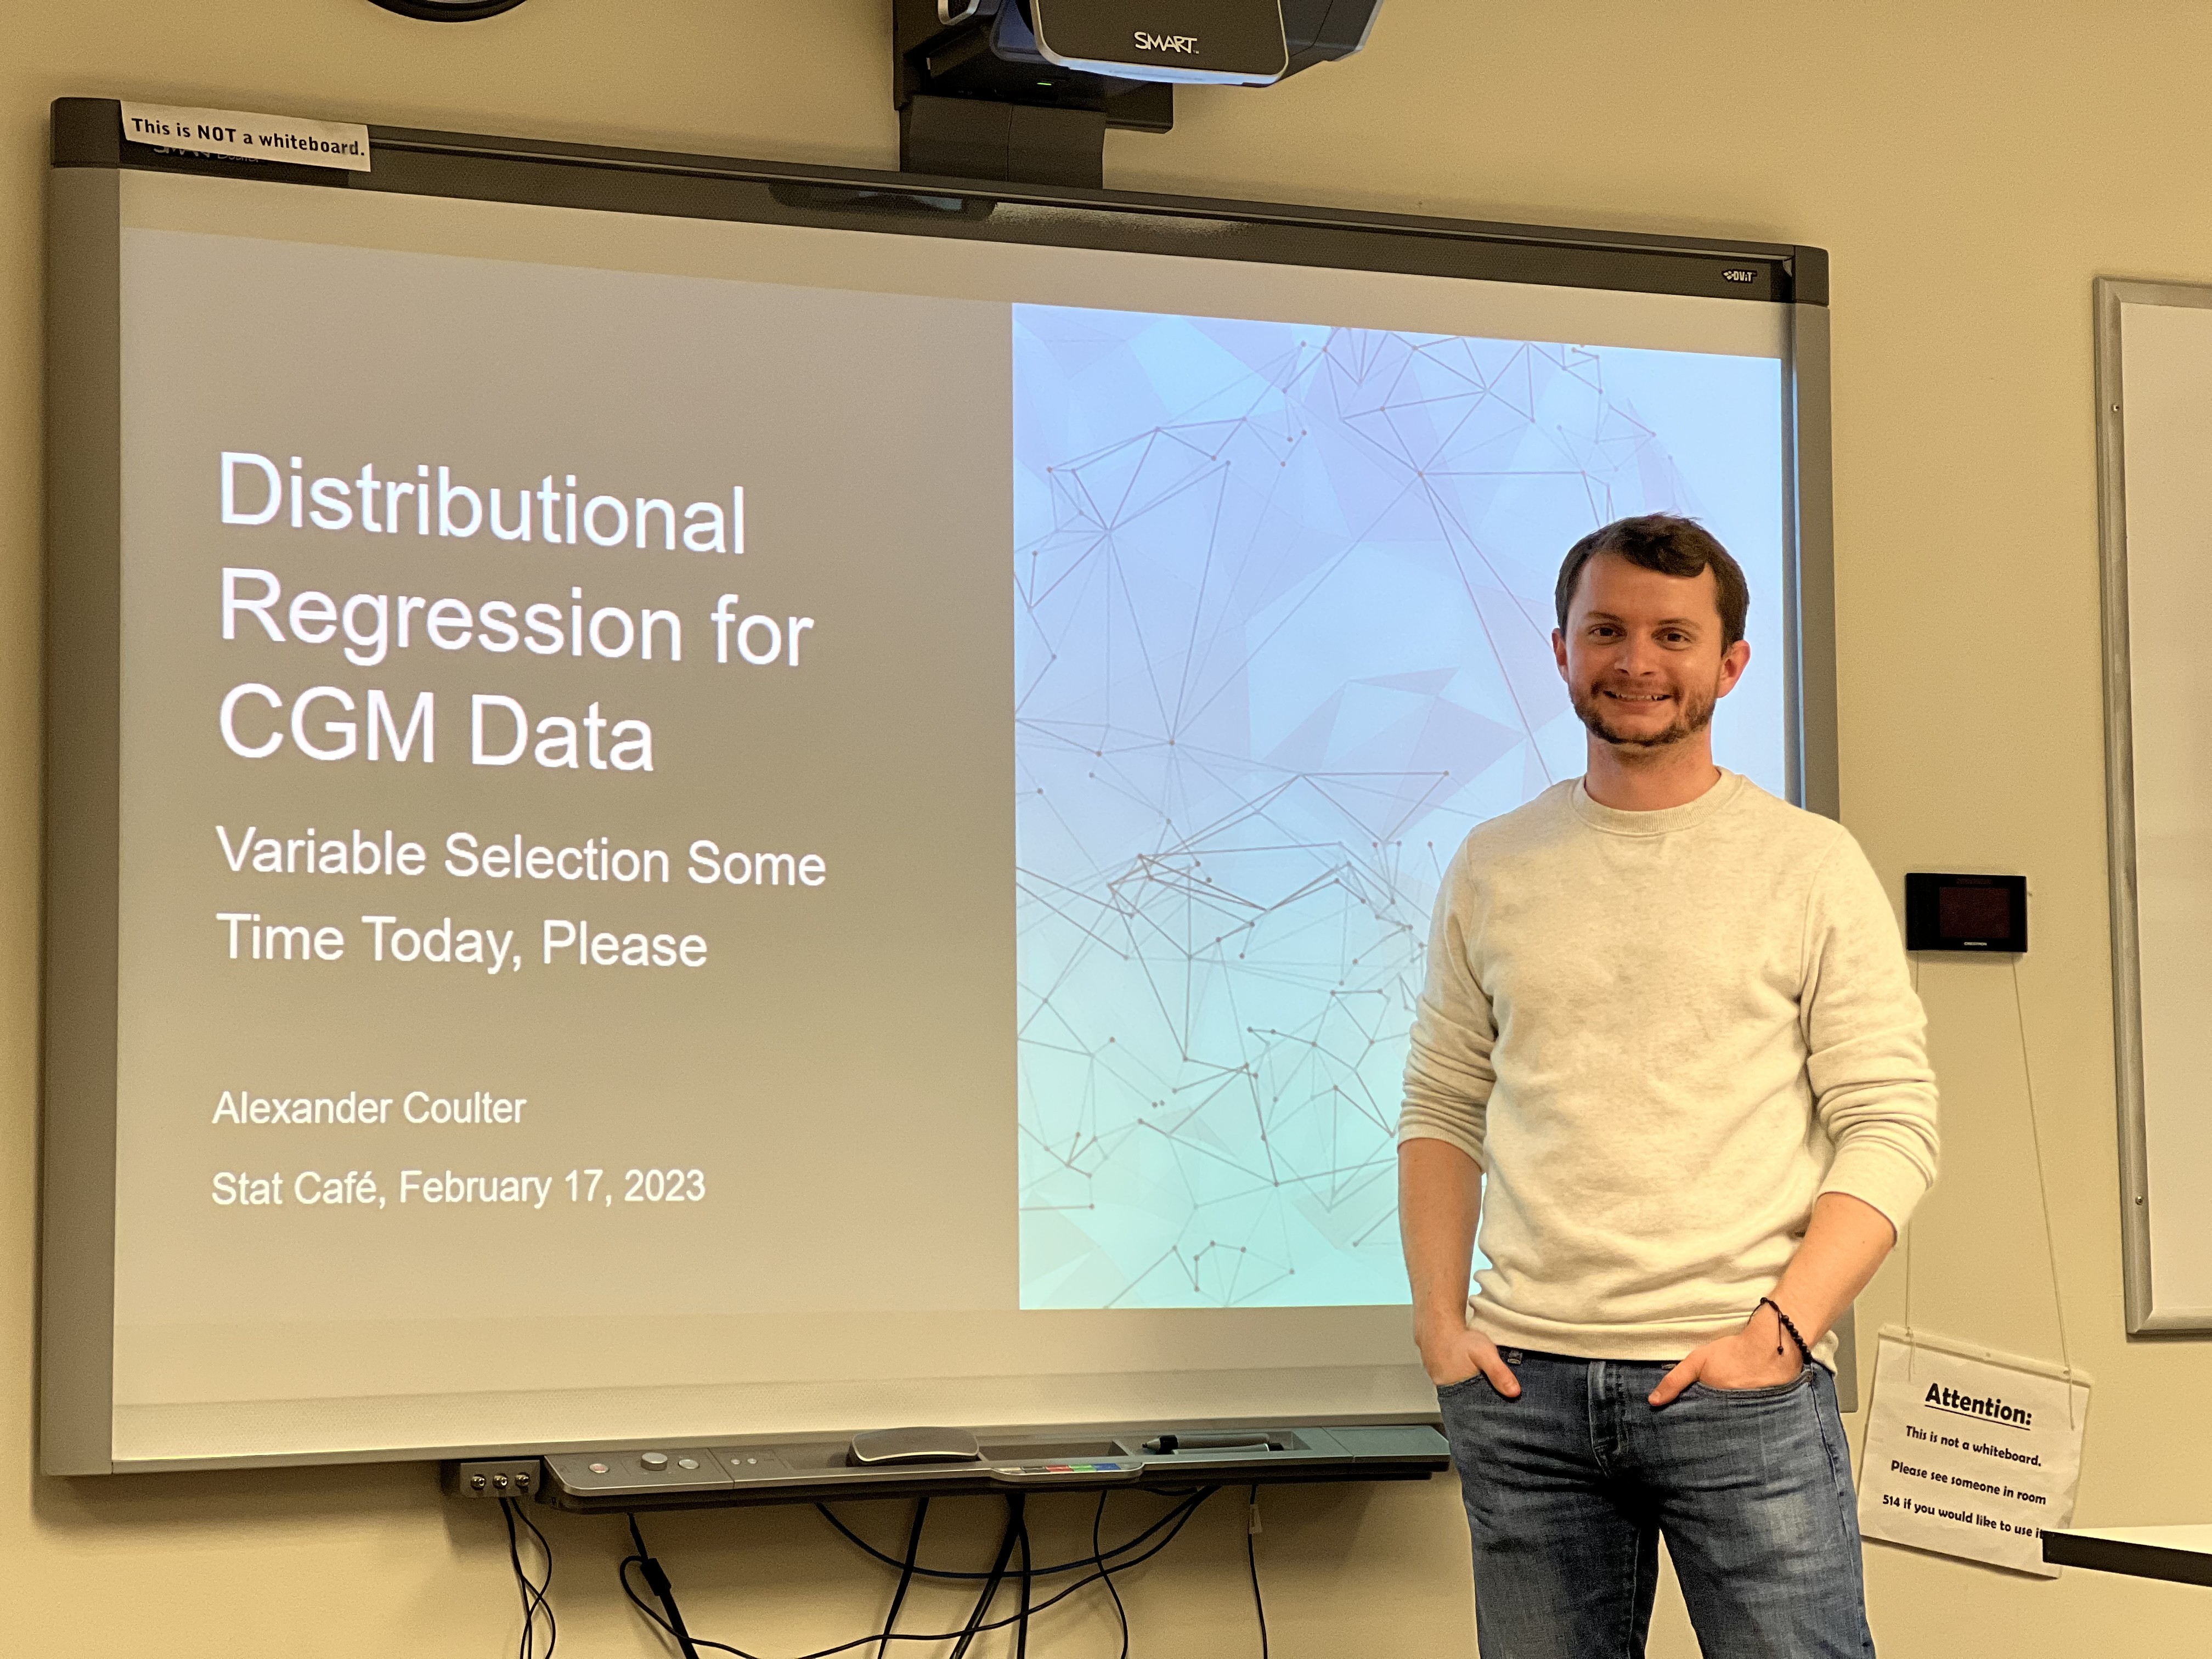 SMART
This is NOT a whiteboard.
DViT
Distributional
Regression for
CGM Data
Variable Selection Some
Time Today, Please
Alexander Coulter
Stat Café, February 17, 2023
Attention:
This is not a whiteboard.
Please see someone in room
514 if you would like to use